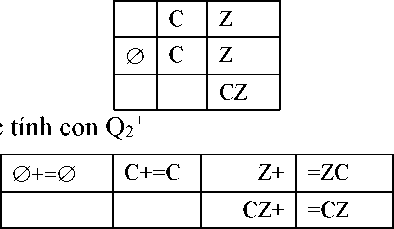 C Z
∅ C Z
CZ
tính con Q₂⁺
∅+=∅ C+=C Z+ =ZC
CZ+ =CZ